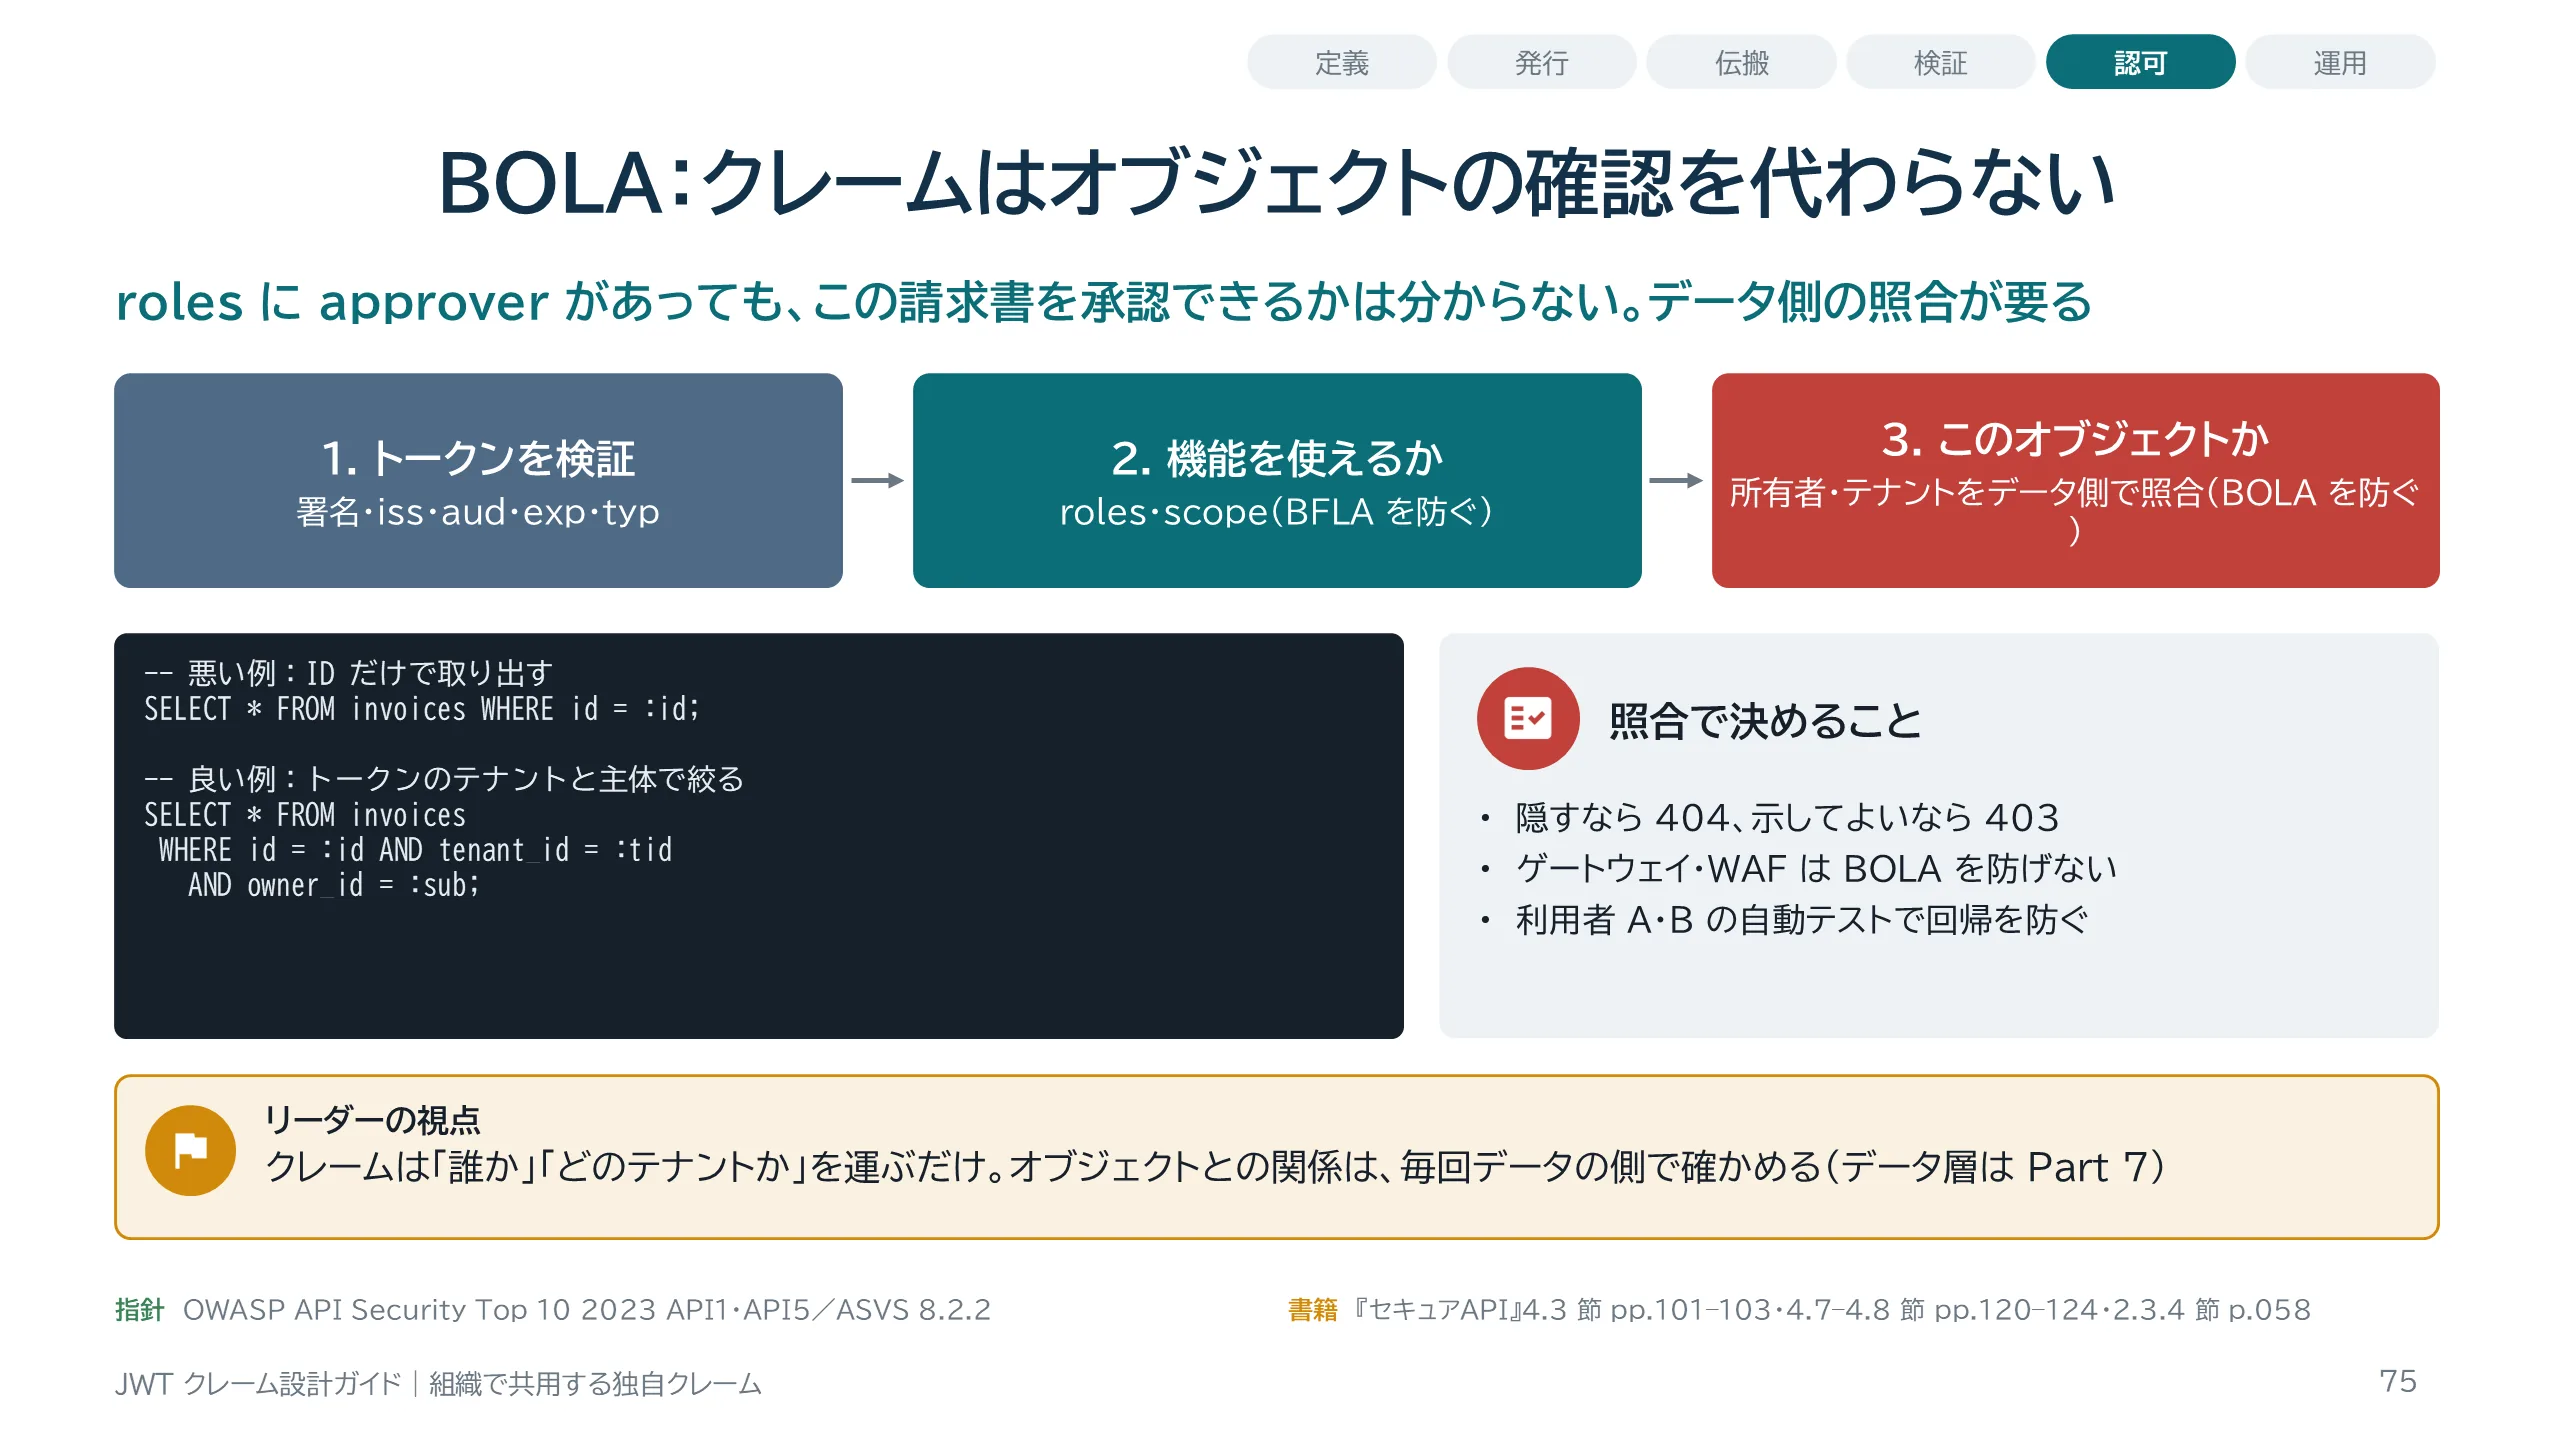 定義 発行 伝搬 検証 認可 運用
BOLA：クレームはオブジェクトの確認を代わらない
roles に approver があっても、この請求書を承認できるかは分からない。データ側の照合が要る
1. トークンを検証
署名・iss・aud・exp・typ
2. 機能を使えるか
roles・scope（BFLA を防ぐ）
3. このオブジェクトか
所有者・テナントをデータ側で照合（BOLA を防ぐ
）
-- 悪い例：ID だけで取り出す
SELECT * FROM invoices WHERE id = :id;
-- 良い例：トークンのテナントと主体で絞る
SELECT * FROM invoices
WHERE id = :id AND tenant_id = :tid
AND owner_id = :sub;
照合で決めること
• 隠すなら 404、示してよいなら 403
• ゲートウェイ・WAF は BOLA を防げない
• 利用者 A・B の自動テストで回帰を防ぐ
リーダーの視点
クレームは「誰か」「どのテナントか」を運ぶだけ。オブジェクトとの関係は、毎回データの側で確かめる（データ層は Part 7）
指針 OWASP API Security Top 10 2023 API1・API5／ASVS 8.2.2
書籍 『セキュアAPI』4.3 節 pp.101–103・4.7–4.8 節 pp.120–124・2.3.4 節 p.058
JWT クレーム設計ガイド｜組織で共用する独自クレーム
75